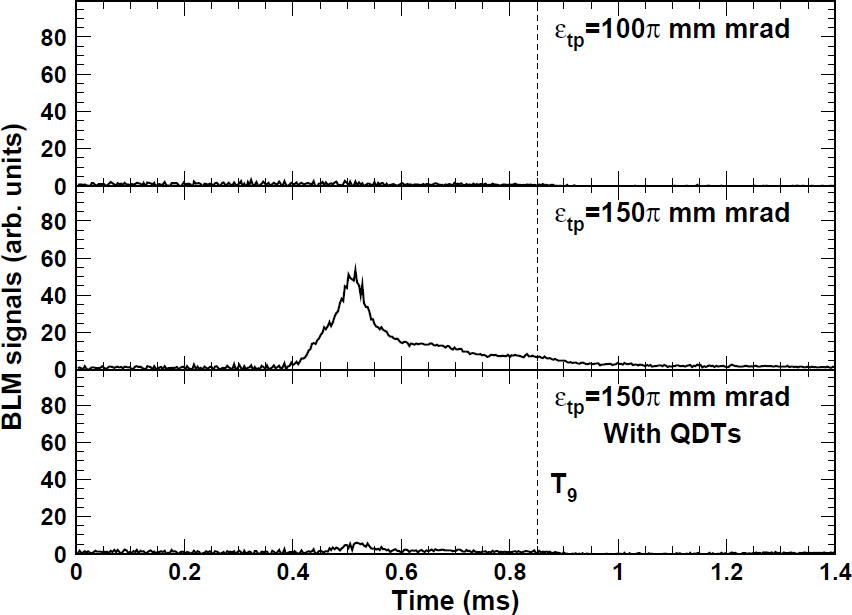 BLM signals (arb. units)
80
60
40
20
0
εtp=100π mm mrad
80
60
40
20
0
εtp=150π mm mrad
80
60
40
20
0
εtp=150π mm mrad
With QDTs
T9
0 0.2 0.4 0.6 0.8 1 1.2 1.4
Time (ms)